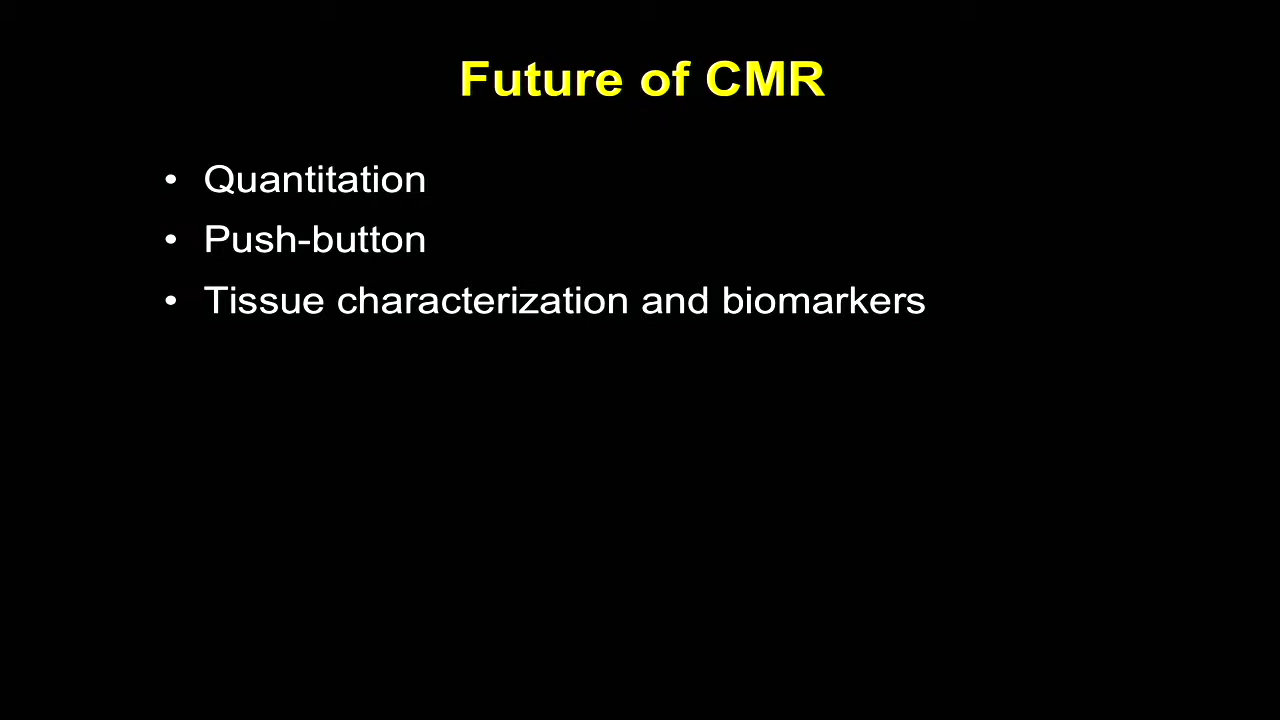 Future of CMR
• Quantitation
• Push-button
• Tissue characterization and biomarkers